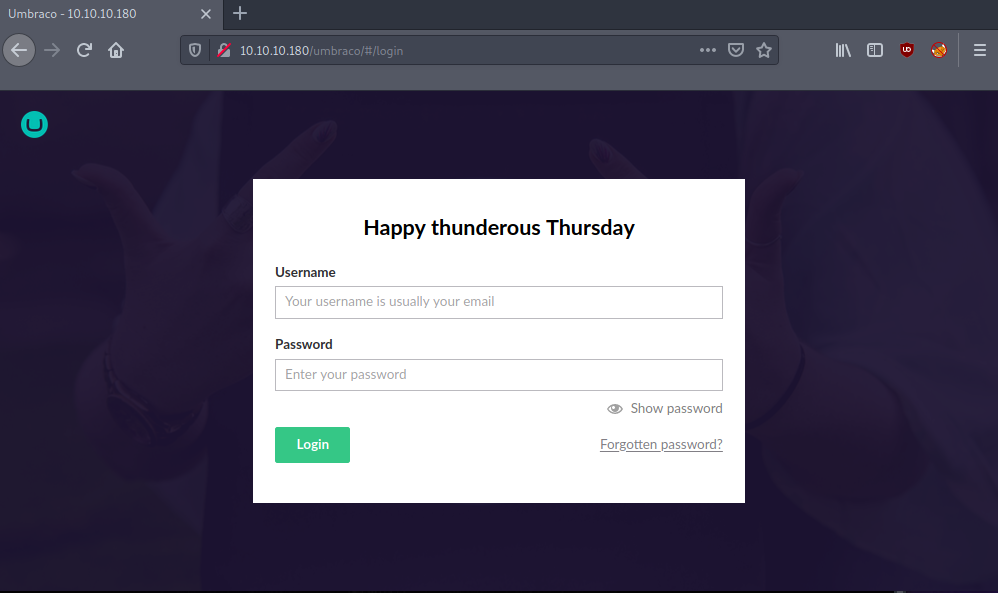 Umbraco - 10.10.10.180
10.10.10.180/umbraco/#/login
Happy thunderous Thursday
Username
Your username is usually your email
Password
Enter your password
Show password
Login
Forgotten password?